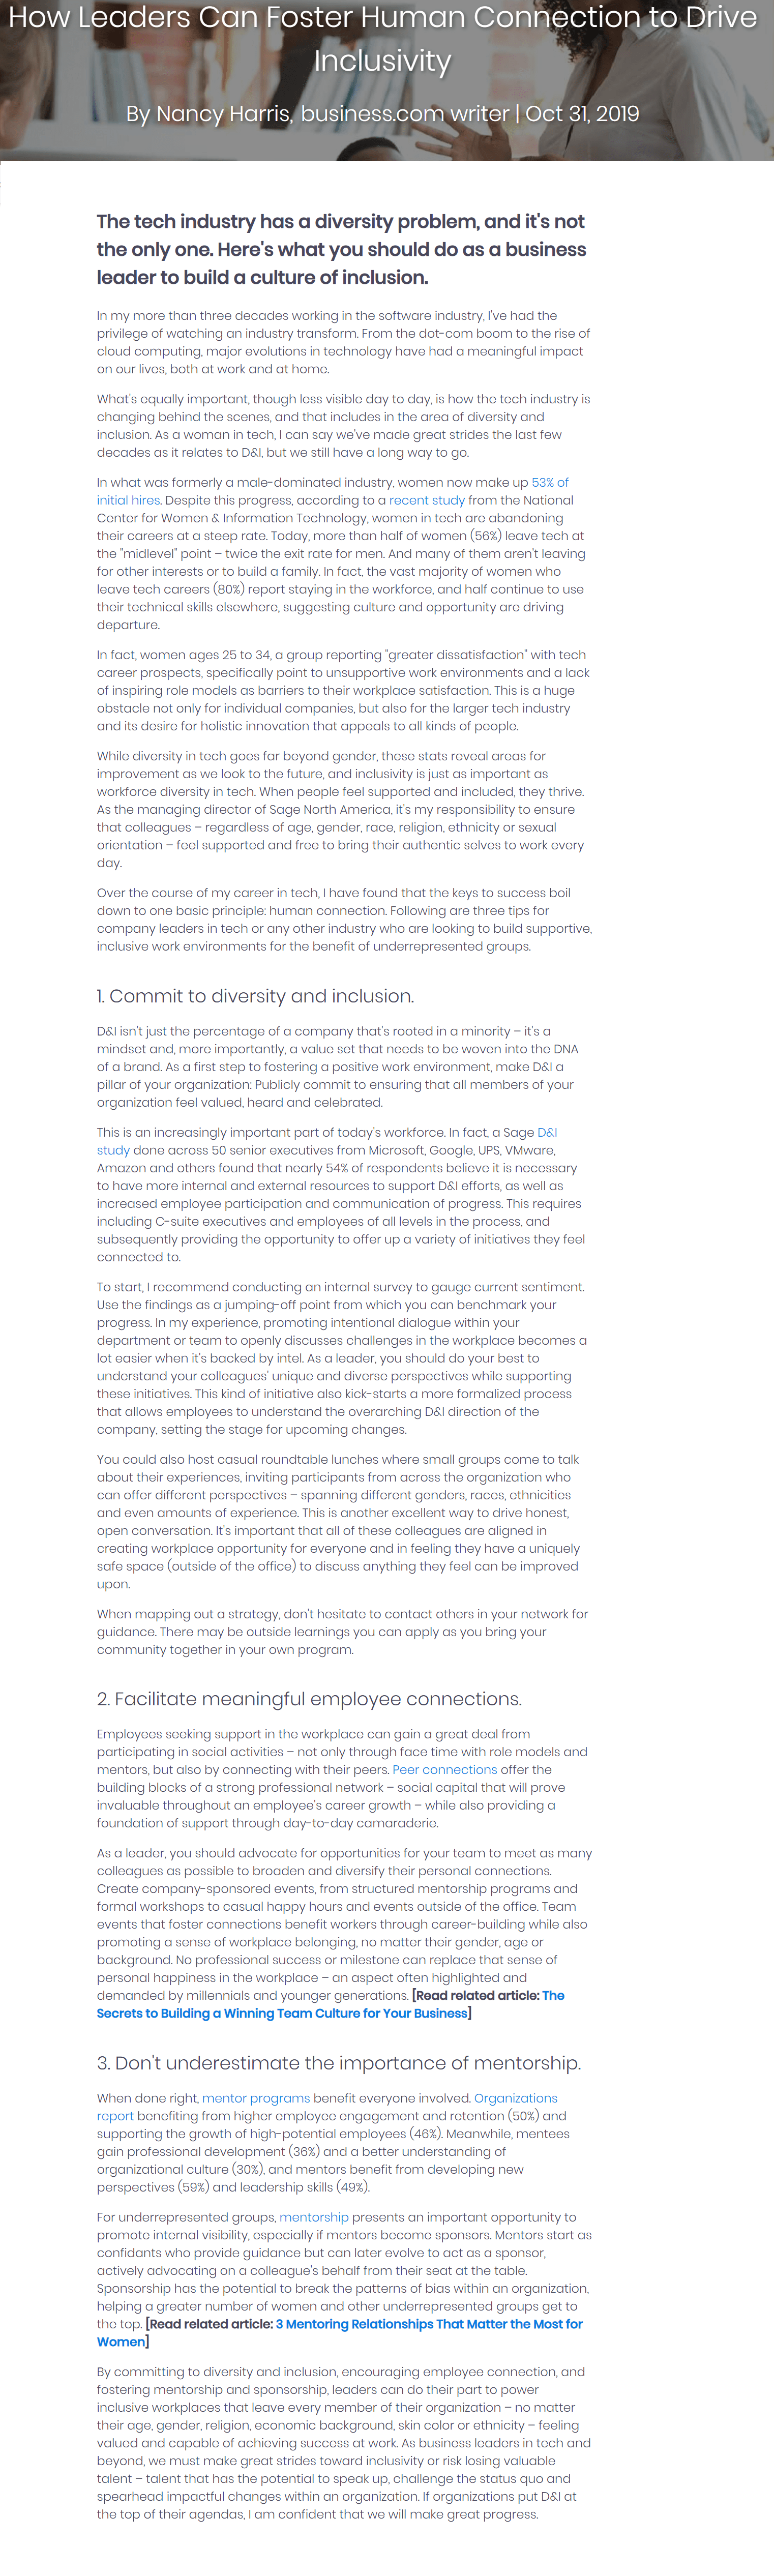 How Leaders Can Foster Human Connection to Drive
Inclusivity
By Nancy Harris, business.com writer | Oct 31, 2019
The tech industry has a diversity problem, and it's not
the only one. Here's what you should do as a business
leader to build a culture of inclusion.
In my more than three decades working in the software industry, I've had the
privilege of watching an industry transform. From the dot-com boom to the rise of
cloud computing, major evolutions in technology have had a meaningful impact
on our lives, both at work and at home.
What's equally important, though less visible day to day, is how the tech industry is
changing behind the scenes, and that includes in the area of diversity and
inclusion. As a woman in tech, I can say we've made great strides the last few
decades as it relates to D&I, but we still have a long way to go.
In what was formerly a male-dominated industry, women now make up 53% of
initial hires. Despite this progress, according to a recent study from the National
Center for Women & Information Technology, women in tech are abandoning
their careers at a steep rate. Today, more than half of women (56%) leave tech at
the "midlevel" point – twice the exit rate for men. And many of them aren't leaving
for other interests or to build a family. In fact, the vast majority of women who
leave tech careers (80%) report staying in the workforce, and half continue to use
their technical skills elsewhere, suggesting culture and opportunity are driving
departure.
In fact, women ages 25 to 34, a group reporting "greater dissatisfaction" with tech
career prospects, specifically point to unsupportive work environments and a lack
of inspiring role models as barriers to their workplace satisfaction. This is a huge
obstacle not only for individual companies, but also for the larger tech industry
and its desire for holistic innovation that appeals to all kinds of people.
While diversity in tech goes far beyond gender, these stats reveal areas for
improvement as we look to the future, and inclusivity is just as important as
workforce diversity in tech. When people feel supported and included, they thrive.
As the managing director of Sage North America, it's my responsibility to ensure
that colleagues – regardless of age, gender, race, religion, ethnicity or sexual
orientation – feel supported and free to bring their authentic selves to work every
day.
Over the course of my career in tech, I have found that the keys to success boil
down to one basic principle: human connection. Following are three tips for
company leaders in tech or any other industry who are looking to build supportive,
inclusive work environments for the benefit of underrepresented groups.
1. Commit to diversity and inclusion.
D&I isn't just the percentage of a company that's rooted in a minority – it's a
mindset and, more importantly, a value set that needs to be woven into the DNA
of a brand. As a first step to fostering a positive work environment, make D&I a
pillar of your organization: Publicly commit to ensuring that all members of your
organization feel valued, heard and celebrated.
This is an increasingly important part of today's workforce. In fact, a Sage D&I
study done across 50 senior executives from Microsoft, Google, UPS, VMware,
Amazon and others found that nearly 54% of respondents believe it is necessary
to have more internal and external resources to support D&I efforts, as well as
increased employee participation and communication of progress. This requires
including C-suite executives and employees of all levels in the process, and
subsequently providing the opportunity to offer up a variety of initiatives they feel
connected to.
To start, I recommend conducting an internal survey to gauge current sentiment.
Use the findings as a jumping-off point from which you can benchmark your
progress. In my experience, promoting intentional dialogue within your
department or team to openly discusses challenges in the workplace becomes a
lot easier when it's backed by intel. As a leader, you should do your best to
understand your colleagues' unique and diverse perspectives while supporting
these initiatives. This kind of initiative also kick-starts a more formalized process
that allows employees to understand the overarching D&I direction of the
company, setting the stage for upcoming changes.
You could also host casual roundtable lunches where small groups come to talk
about their experiences, inviting participants from across the organization who
can offer different perspectives – spanning different genders, races, ethnicities
and even amounts of experience. This is another excellent way to drive honest,
open conversation. It's important that all of these colleagues are aligned in
creating workplace opportunity for everyone and in feeling they have a uniquely
safe space (outside of the office) to discuss anything they feel can be improved
upon.
When mapping out a strategy, don't hesitate to contact others in your network for
guidance. There may be outside learnings you can apply as you bring your
community together in your own program.
2. Facilitate meaningful employee connections.
Employees seeking support in the workplace can gain a great deal from
participating in social activities – not only through face time with role models and
mentors, but also by connecting with their peers. Peer connections offer the
building blocks of a strong professional network – social capital that will prove
invaluable throughout an employee's career growth – while also providing a
foundation of support through day-to-day camaraderie.
As a leader, you should advocate for opportunities for your team to meet as many
colleagues as possible to broaden and diversify their personal connections.
Create company-sponsored events, from structured mentorship programs and
formal workshops to casual happy hours and events outside of the office. Team
events that foster connections benefit workers through career-building while also
promoting a sense of workplace belonging, no matter their gender, age or
background. No professional success or milestone can replace that sense of
personal happiness in the workplace – an aspect often highlighted and
demanded by millennials and younger generations. [Read related article: The
Secrets to Building a Winning Team Culture for Your Business]
3. Don't underestimate the importance of mentorship.
When done right, mentor programs benefit everyone involved. Organizations
report benefiting from higher employee engagement and retention (50%) and
supporting the growth of high-potential employees (46%). Meanwhile, mentees
gain professional development (36%) and a better understanding of
organizational culture (30%), and mentors benefit from developing new
perspectives (59%) and leadership skills (49%).
For underrepresented groups, mentorship presents an important opportunity to
promote internal visibility, especially if mentors become sponsors. Mentors start as
confidants who provide guidance but can later evolve to act as a sponsor,
actively advocating on a colleague's behalf from their seat at the table.
Sponsorship has the potential to break the patterns of bias within an organization,
helping a greater number of women and other underrepresented groups get to
the top. [Read related article: 3 Mentoring Relationships That Matter the Most for
Women]
By committing to diversity and inclusion, encouraging employee connection, and
fostering mentorship and sponsorship, leaders can do their part to power
inclusive workplaces that leave every member of their organization – no matter
their age, gender, religion, economic background, skin color or ethnicity – feeling
valued and capable of achieving success at work. As business leaders in tech and
beyond, we must make great strides toward inclusivity or risk losing valuable
talent – talent that has the potential to speak up, challenge the status quo and
spearhead impactful changes within an organization. If organizations put D&I at
the top of their agendas, I am confident that we will make great progress.